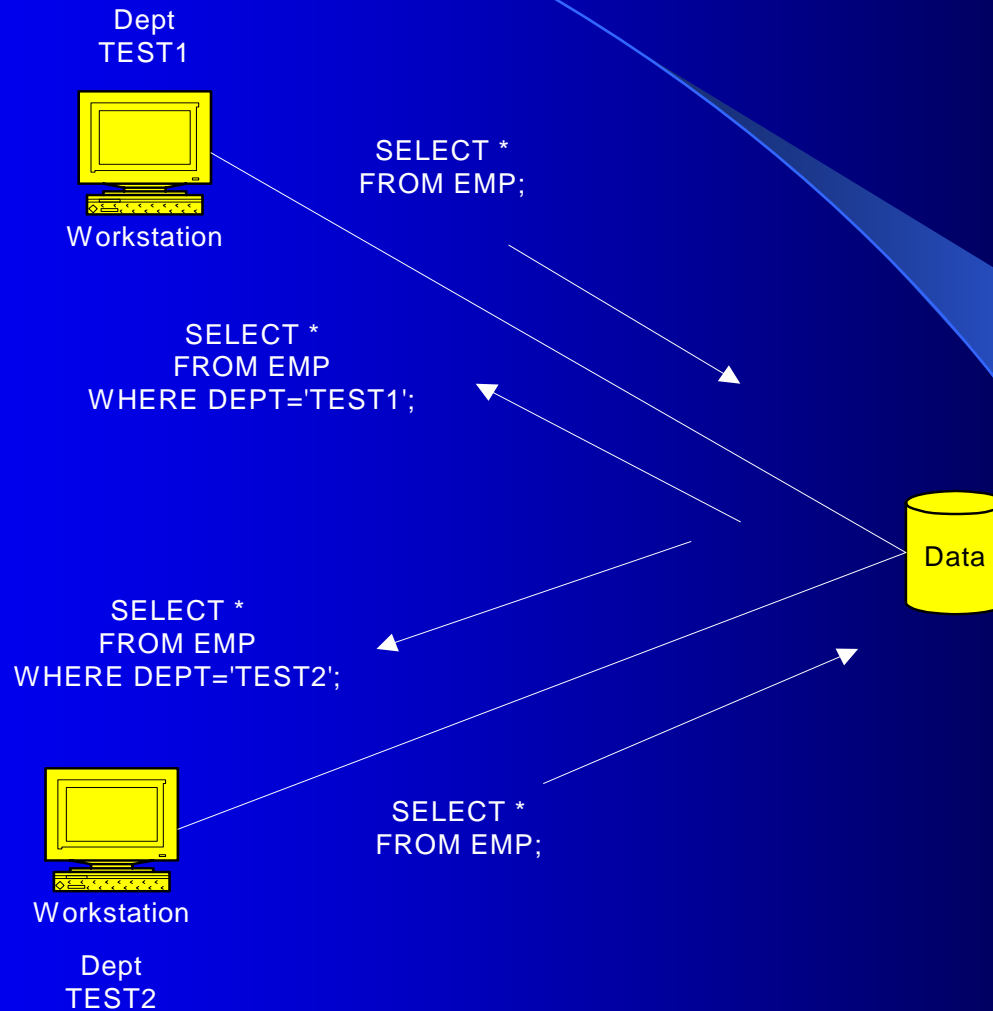 Dept
TEST1
SELECT *
FROM EMP;
Workstation
SELECT *
FROM EMP
WHERE DEPT='TEST1';
Data
SELECT *
FROM EMP
WHERE DEPT='TEST2';
SELECT *
FROM EMP;
Workstation
Dept
TEST2